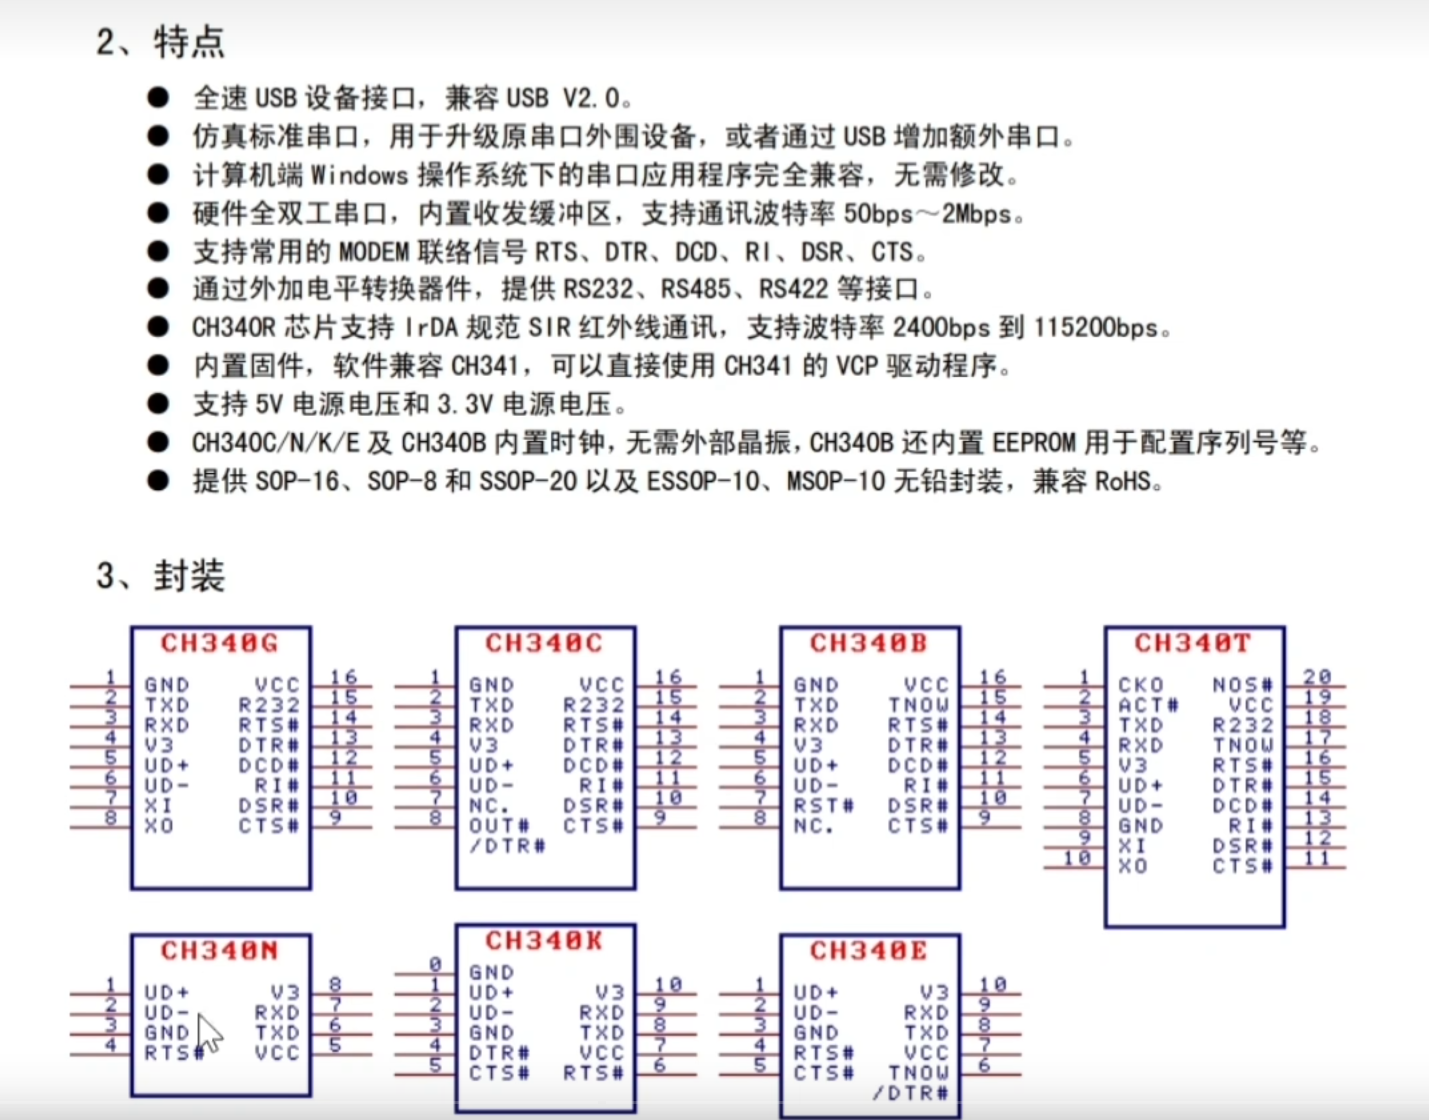 2、特点
● 全速 USB 设备接口，兼容 USB V2.0。
● 仿真标准串口，用于升级原串口外围设备，或者通过 USB 增加额外串口。
● 计算机端 Windows 操作系统下的串口应用程序完全兼容，无需修改。
● 硬件全双工串口，内置收发缓冲区，支持通讯波特率 50bps～2Mbps。
● 支持常用的 MODEM 联络信号 RTS、DTR、DCD、RI、DSR、CTS。
● 通过外加电平转换器件，提供 RS232、RS485、RS422 等接口。
● CH340R 芯片支持 IrDA 规范 SIR 红外线通讯，支持波特率 2400bps 到 115200bps。
● 内置固件，软件兼容 CH341，可以直接使用 CH341 的 VCP 驱动程序。
● 支持 5V 电源电压和 3.3V 电源电压。
● CH340C/N/K/E 及 CH340B 内置时钟，无需外部晶振，CH340B 还内置 EEPROM 用于配置序列号等。
● 提供 SOP-16、SOP-8 和 SSOP-20 以及 ESSOP-10、MSOP-10 无铅封装，兼容 RoHS。
3、封装
CH340G
1 GND VCC 16
2 TXD R232 15
3 RXD RTS# 14
4 V3 DTR# 13
5 UD+ DCD# 12
6 UD- RI# 11
7 XI DSR# 10
8 XO CTS# 9
CH340C
1 GND VCC 16
2 TXD R232 15
3 RXD RTS# 14
4 V3 DTR# 13
5 UD+ DCD# 12
6 UD- RI# 11
7 NC. DSR# 10
8 OUT# CTS# 9
/DTR#
CH340B
1 GND VCC 16
2 TXD TNOW 15
3 RXD RTS# 14
4 V3 DTR# 13
5 UD+ DCD# 12
6 UD- RI# 11
7 RST# DSR# 10
8 NC. CTS# 9
CH340T
1 CKO NOS# 20
2 ACT# VCC 19
3 TXD R232 18
4 RXD TNOW 17
5 V3 RTS# 16
6 UD+ DTR# 15
7 UD- DCD# 14
8 GND RI# 13
9 XI DSR# 12
10 XO CTS# 11
CH340N
1 UD+ V3 8
2 UD- RXD 7
3 GND TXD 6
4 RTS# VCC 5
CH340K
0 GND
1 UD+ V3 10
2 UD- RXD 9
3 GND TXD 8
4 DTR# VCC 7
5 CTS# RTS# 6
CH340E
1 UD+ V3 10
2 UD- RXD 9
3 GND TXD 8
4 RTS# VCC 7
5 CTS# TNOW 6
/DTR#